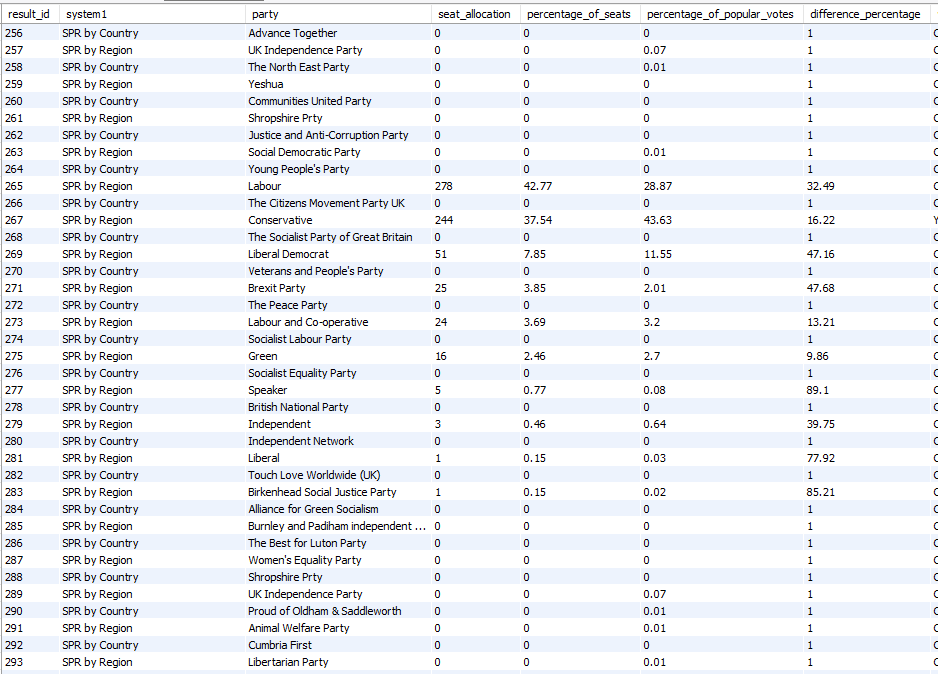 result_id system1 party seat_allocation percentage_of_seats percentage_of_popular_votes difference_percentage
256 SPR by Country Advance Together 0 0 0 1
257 SPR by Region UK Independence Party 0 0 0.07 1
258 SPR by Country The North East Party 0 0 0.01 1
259 SPR by Region Yeshua 0 0 0 1
260 SPR by Country Communities United Party 0 0 0 1
261 SPR by Region Shropshire Prty 0 0 0 1
262 SPR by Country Justice and Anti-Corruption Party 0 0 0 1
263 SPR by Region Social Democratic Party 0 0 0.01 1
264 SPR by Country Young People's Party 0 0 0 1
265 SPR by Region Labour 278 42.77 28.87 32.49
266 SPR by Country The Citizens Movement Party UK 0 0 0 1
267 SPR by Region Conservative 244 37.54 43.63 16.22 Y
268 SPR by Country The Socialist Party of Great Britain 0 0 0 1
269 SPR by Region Liberal Democrat 51 7.85 11.55 47.16
270 SPR by Country Veterans and People's Party 0 0 0 1
271 SPR by Region Brexit Party 25 3.85 2.01 47.68
272 SPR by Country The Peace Party 0 0 0 1
273 SPR by Region Labour and Co-operative 24 3.69 3.2 13.21
274 SPR by Country Socialist Labour Party 0 0 0 1
275 SPR by Region Green 16 2.46 2.7 9.86
276 SPR by Country Socialist Equality Party 0 0 0 1
277 SPR by Region Speaker 5 0.77 0.08 89.1
278 SPR by Country British National Party 0 0 0 1
279 SPR by Region Independent 3 0.46 0.64 39.75
280 SPR by Country Independent Network 0 0 0 1
281 SPR by Region Liberal 1 0.15 0.03 77.92
282 SPR by Country Touch Love Worldwide (UK) 0 0 0 1
283 SPR by Region Birkenhead Social Justice Party 1 0.15 0.02 85.21
284 SPR by Country Alliance for Green Socialism 0 0 0 1
285 SPR by Region Burnley and Padiham independent ... 0 0 0 1
286 SPR by Country The Best for Luton Party 0 0 0 1
287 SPR by Region Women's Equality Party 0 0 0 1
288 SPR by Country Shropshire Prty 0 0 0 1
289 SPR by Region UK Independence Party 0 0 0.07 1
290 SPR by Country Proud of Oldham & Saddleworth 0 0 0.01 1
291 SPR by Region Animal Welfare Party 0 0 0.01 1
292 SPR by Country Cumbria First 0 0 0 1
293 SPR by Region Libertarian Party 0 0 0.01 1